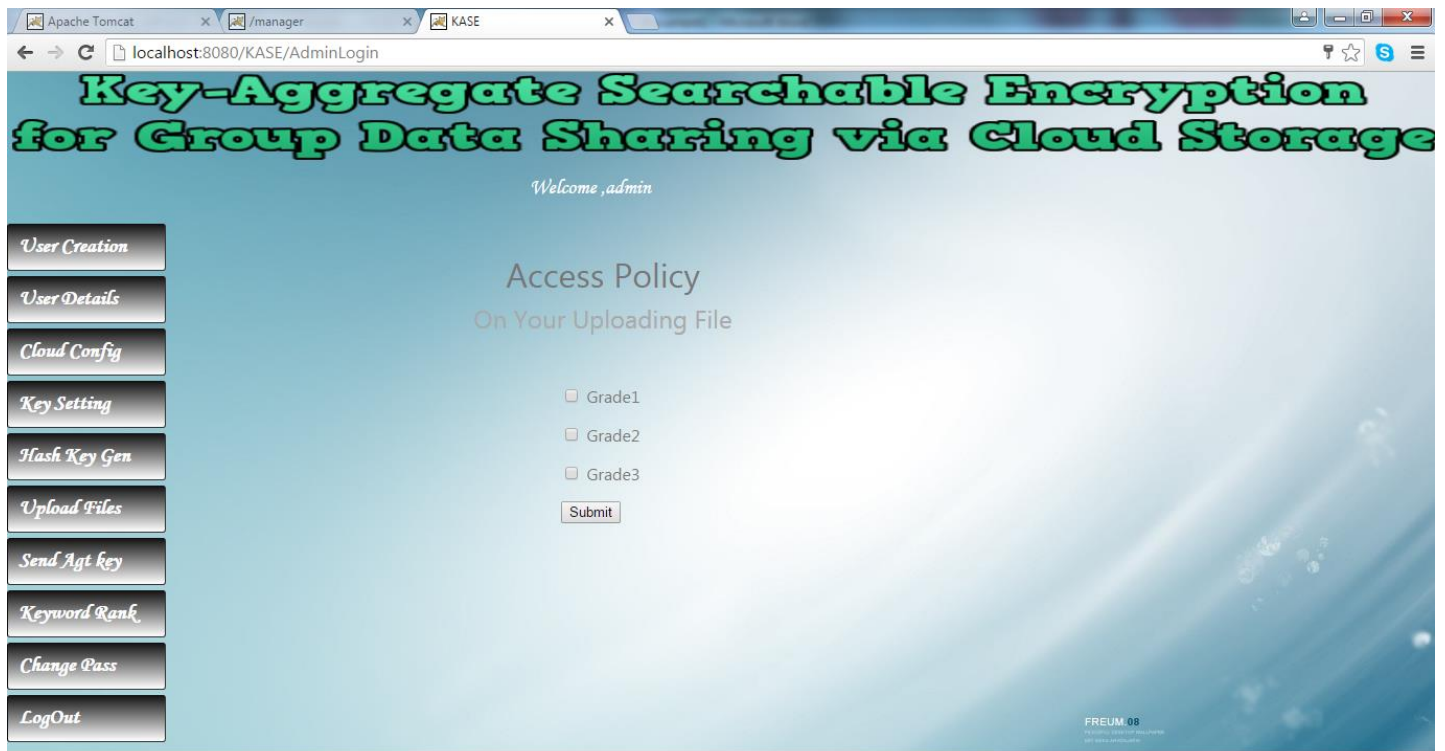 Apache Tomcat
/manager
KASE
localhost:8080/KASE/AdminLogin
Key-Aggregate Searchable Encryption
for Group Data Sharing via Cloud Storage
Welcome ,admin
User Creation
User Details
Cloud Config
Key Setting
Hash Key Gen
Upload Files
Send Agt key
Keyword Rank
Change Pass
LogOut
Access Policy
On Your Uploading File
Grade1
Grade2
Grade3
Submit
FREUM 08